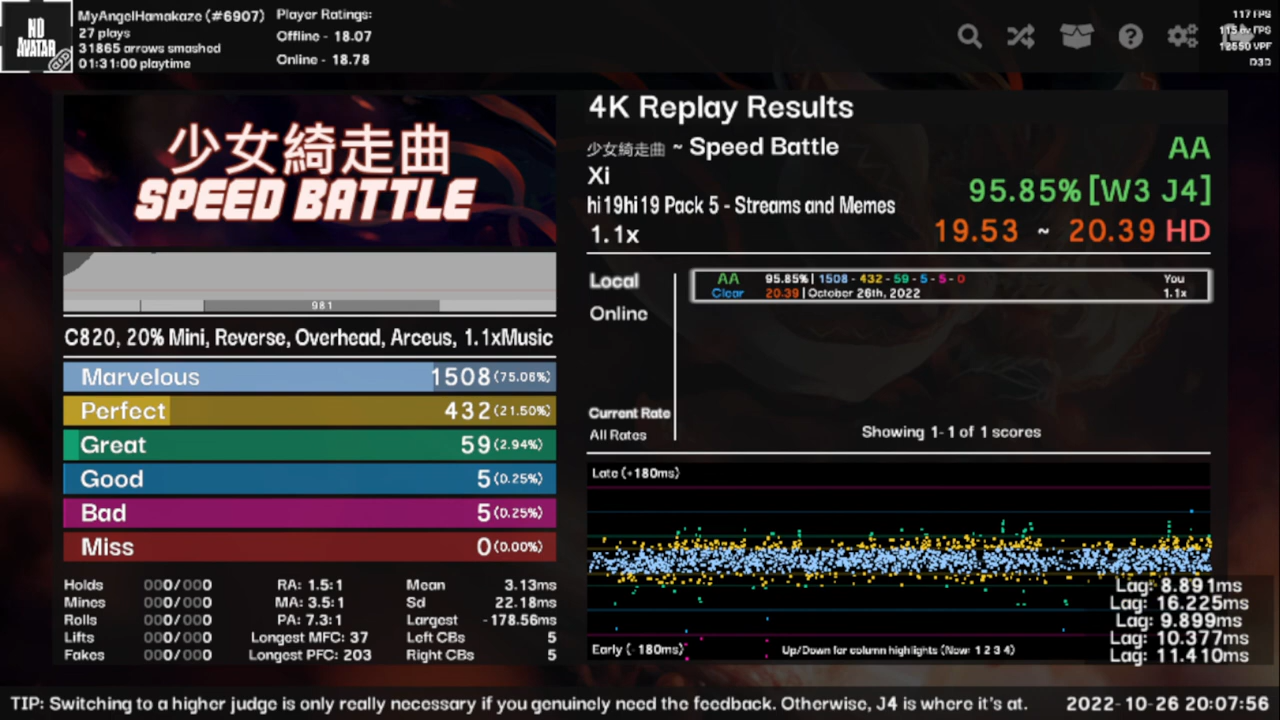 NO AVATAR
MyAngelHamakaze (#6907)
27 plays
31865 arrows smashed
01:31:00 playtime
Player Ratings:
Offline - 18.07
Online - 18.78
117 FPS
12550 VPF
D3D
少女綺走曲
SPEED BATTLE
981
C820, 20% Mini, Reverse, Overhead, Arceus, 1.1xMusic
Marvelous 1508(75.06%)
Perfect 432(21.50%)
Great 59(2.94%)
Good 5(0.25%)
Bad 5(0.25%)
Miss 0(0.00%)
Holds 000/000
Mines 000/000
Rolls 000/000
Lifts 000/000
Fakes 000/000
RA: 1.5:1
MA: 3.5:1
PA: 7.3:1
Longest MFC: 37
Longest PFC: 203
Mean 3.13ms
Sd 22.18ms
Largest -178.56ms
Left CBs 5
Right CBs 5
4K Replay Results
少女綺走曲 ~ Speed Battle
Xi
hi19hi19 Pack 5 - Streams and Memes
1.1x
AA
95.85% [W3 J4]
19.53 ~ 20.39 HD
Local
Online
Current Rate
All Rates
AA 95.85% | 1508 - 432 - 59 - 5 - 5 - 0 You
Clear 20.39 | October 26th, 2022 1.1x
Showing 1-1 of 1 scores
Late (+180ms)
Early (-180ms)
Up/Down for column highlights (Now: 1 2 3 4)
Lag: 8.891ms
Lag: 16.225ms
Lag: 9.899ms
Lag: 10.377ms
Lag: 11.410ms
TIP: Switching to a higher judge is only really necessary if you genuinely need the feedback. Otherwise, J4 is where it's at.
2022-10-26 20:07:56